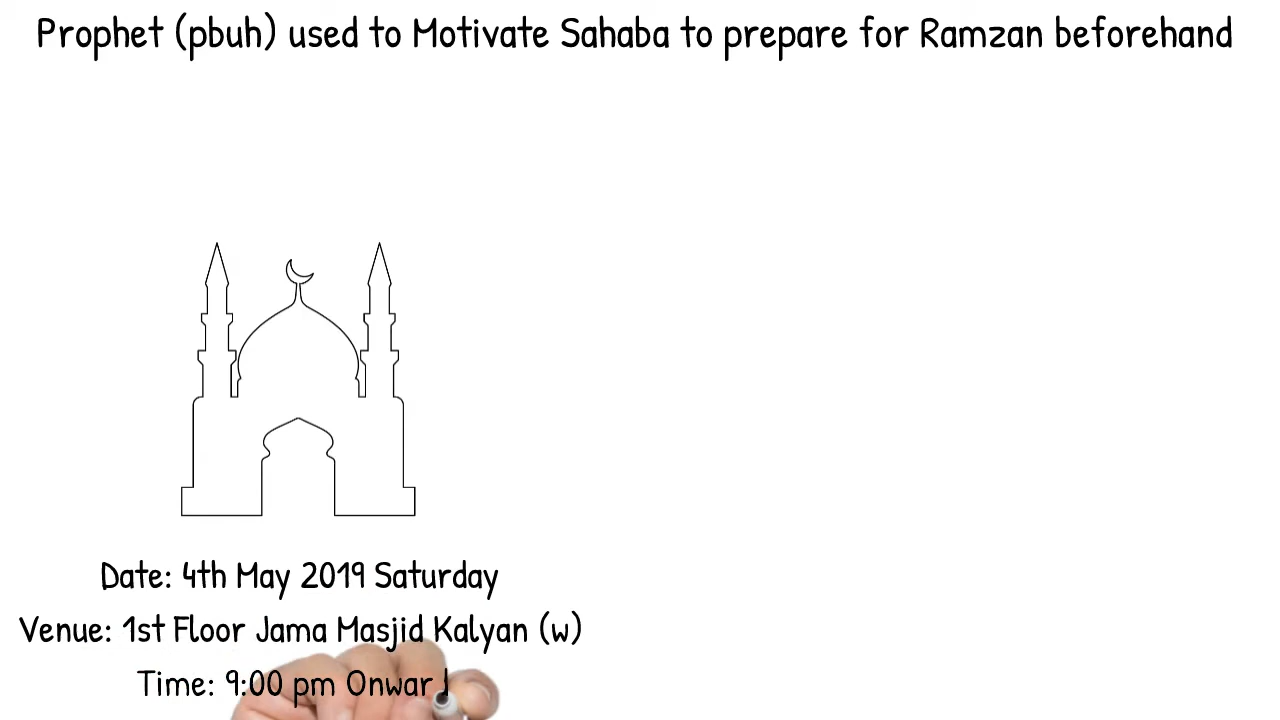 Prophet (pbuh) used to Motivate Sahaba to prepare for Ramzan beforehand
Date: 4th May 2019 Saturday
Venue: 1st Floor Jama Masjid Kalyan (w)
Time: 9:00 pm Onwar